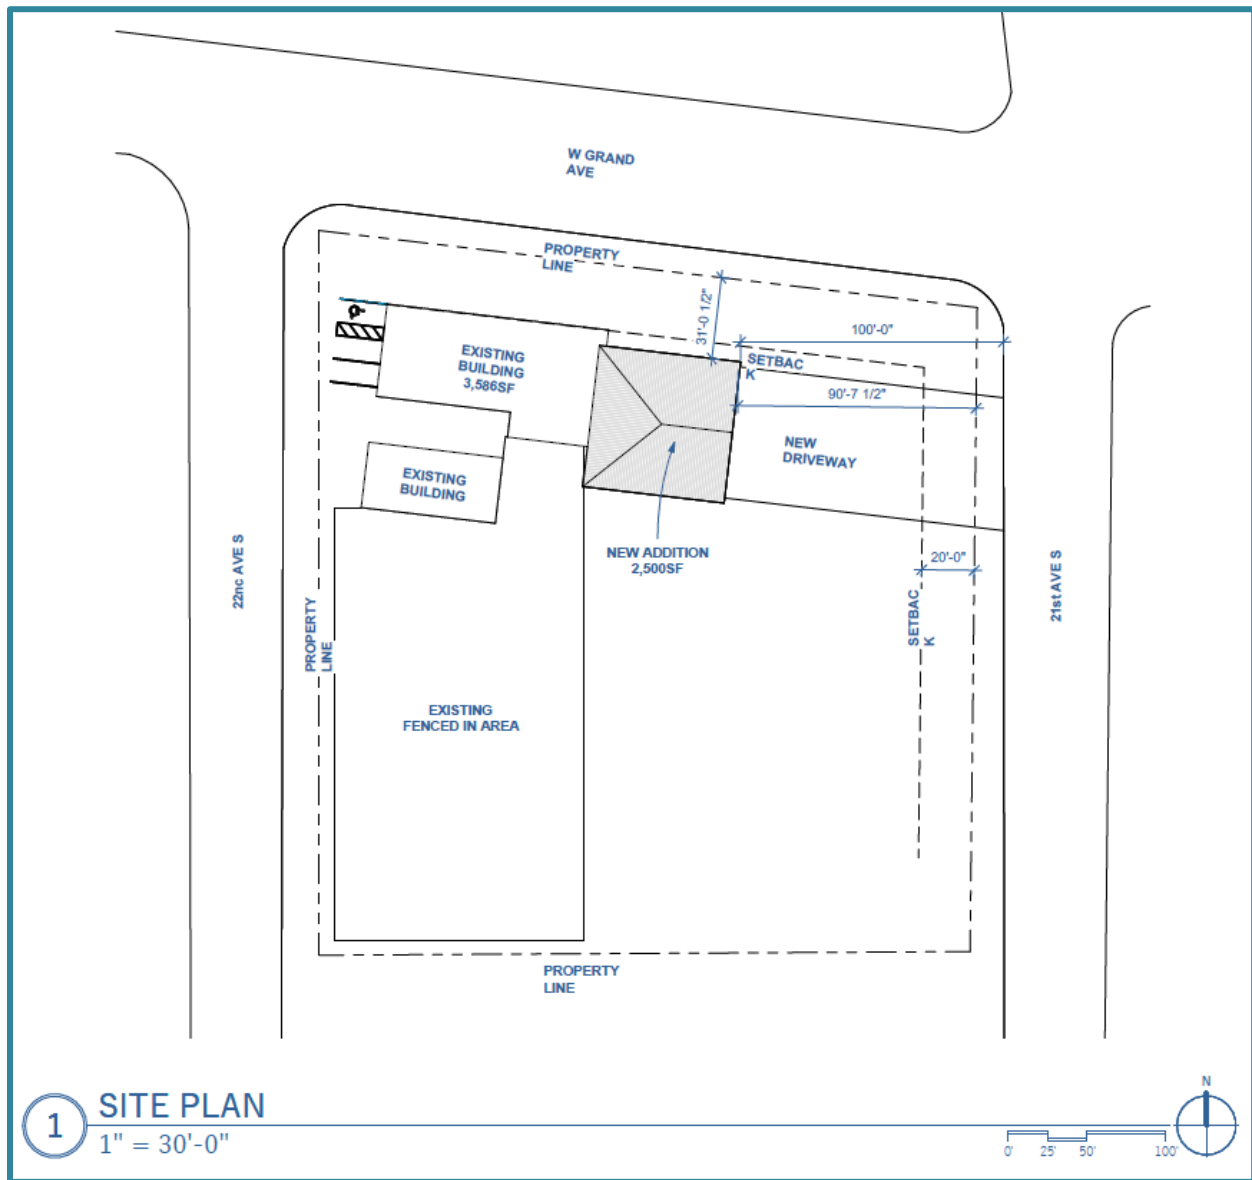 W GRAND
AVE
PROPERTY
LINE
31'-0 1/2"
100'-0"
EXISTING
BUILDING
3,586SF
SETBAC
K
90'-7 1/2"
NEW
DRIVEWAY
EXISTING
BUILDING
NEW ADDITION
2,500SF
20'-0"
22nc AVE S
21st AVE S
PROPERTY
LINE
SETBAC
K
EXISTING
FENCED IN AREA
PROPERTY
LINE
N
1
SITE PLAN
1" = 30'-0"
0' 25' 50' 100'